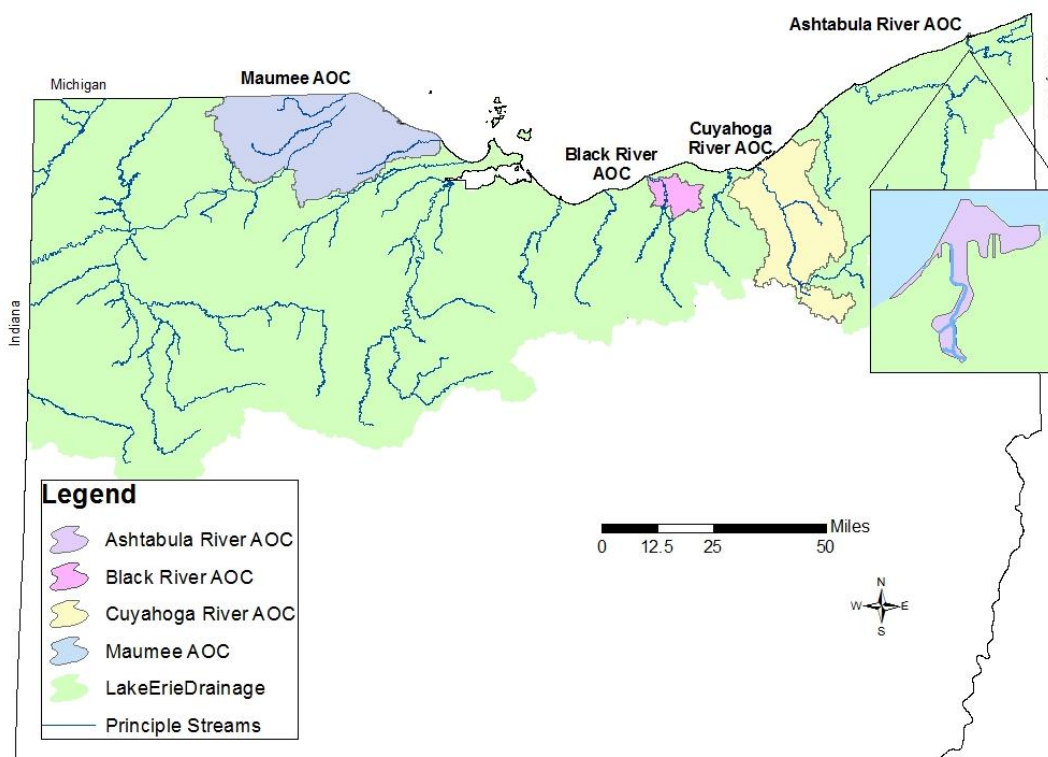 Ashtabula River AOC
Michigan
Maumee AOC
Cuyahoga
River AOC
Black River
AOC
Indiana
Legend
Ashtabula River AOC
Black River AOC
Cuyahoga River AOC
Maumee AOC
LakeErieDrainage
Principle Streams
Miles
0 12.5 25 50
N
W E
S